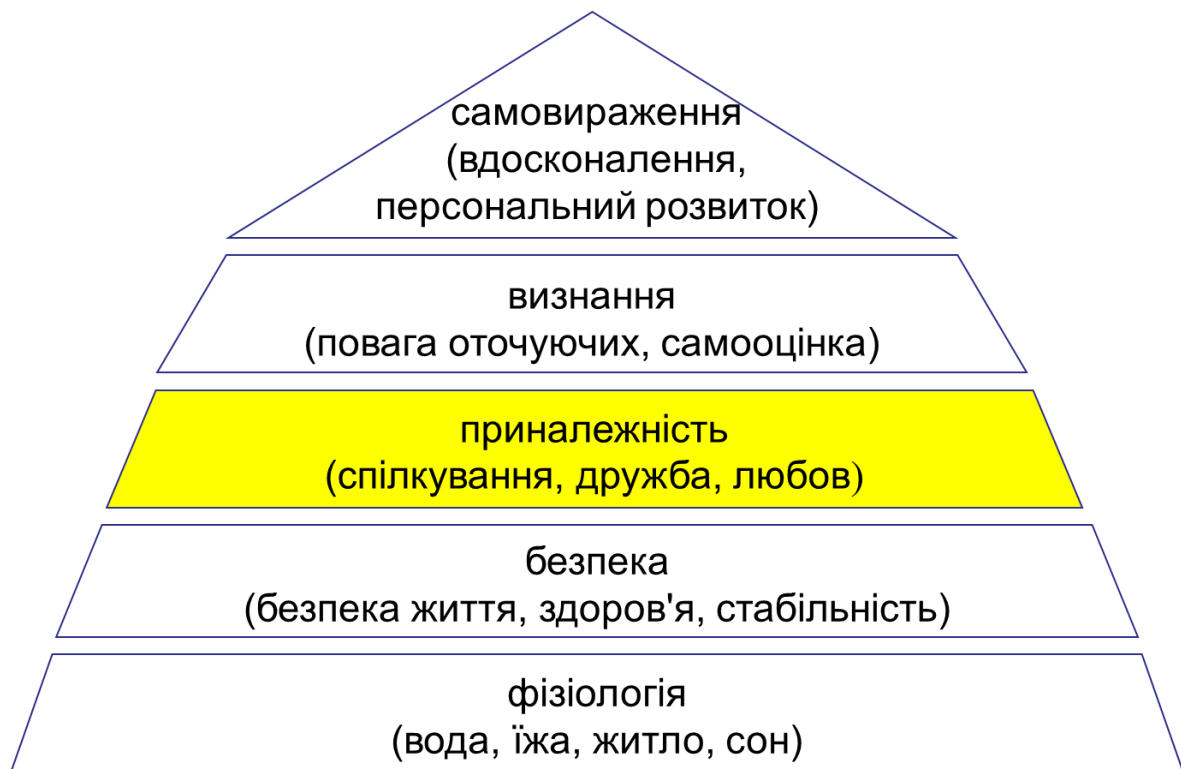 самовираження
(вдосконалення,
персональний розвиток)
визнання
(повага оточуючих, самооцінка)
приналежність
(спілкування, дружба, любов)
безпека
(безпека життя, здоров'я, стабільність)
фізіологія
(вода, їжа, житло, сон)